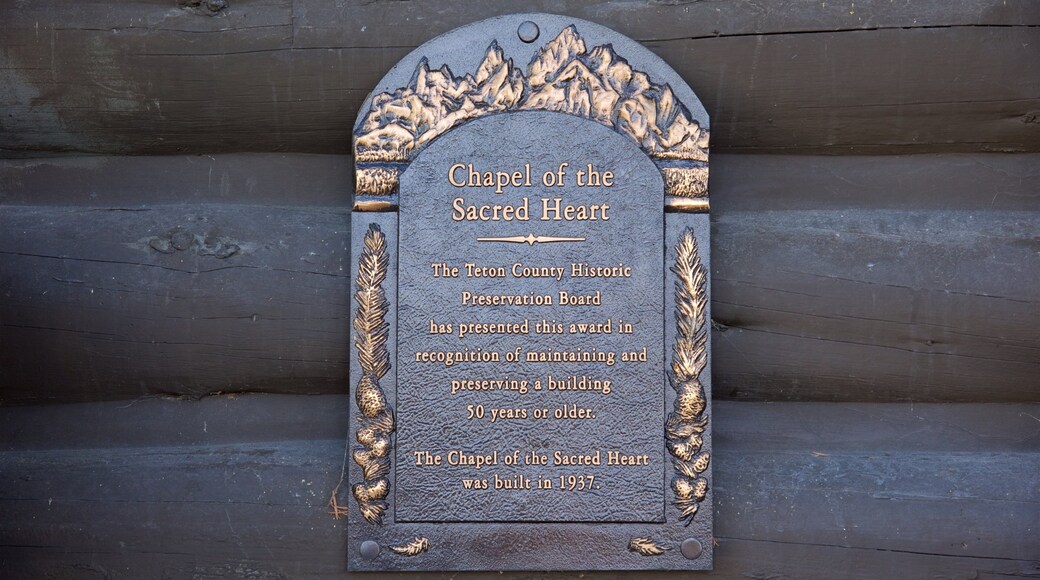 Chapel of the
Sacred Heart
The Teton County Historic
Preservation Board
has presented this award in
recognition of maintaining and
preserving a building
50 years or older.
The Chapel of the Sacred Heart
was built in 1937.